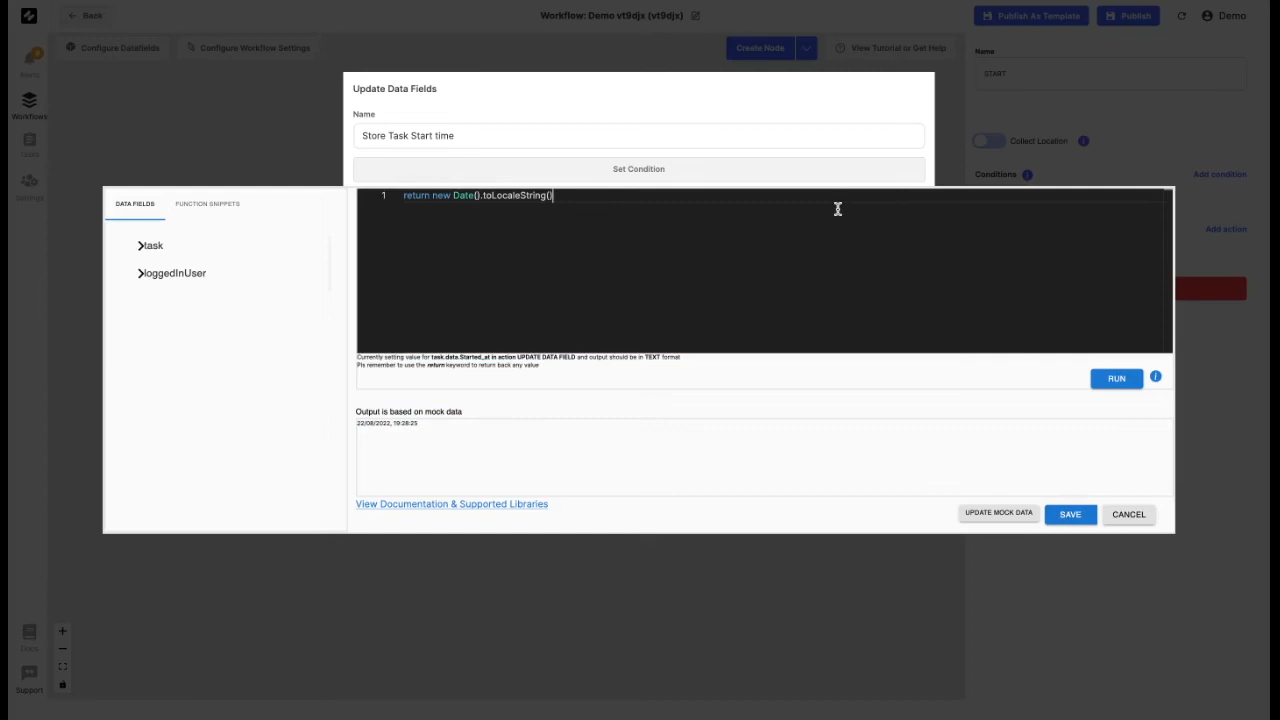 Back
Workflow: Demo vt9djx (vt9djx)
Publish As Template
Publish
Demo
Configure Datafields
Configure Workflow Settings
Create Node
View Tutorial or Get Help
Name
START
Alerts
Workflows
Tasks
Settings
Collect Location
Conditions
Add condition
Add action
Update Data Fields
Name
Store Task Start time
Set Condition
DATA FIELDS
FUNCTION SNIPPETS
task
loggedInUser
1 return new Date().toLocaleString()
Currently setting value for task.data.Started_at in action UPDATE DATA FIELD and output should be in TEXT format
Pls remember to use the return keyword to return back any value
RUN
Output is based on mock data
22/08/2022, 19:28:25
View Documentation & Supported Libraries
UPDATE MOCK DATA
SAVE
CANCEL
Docs
Support